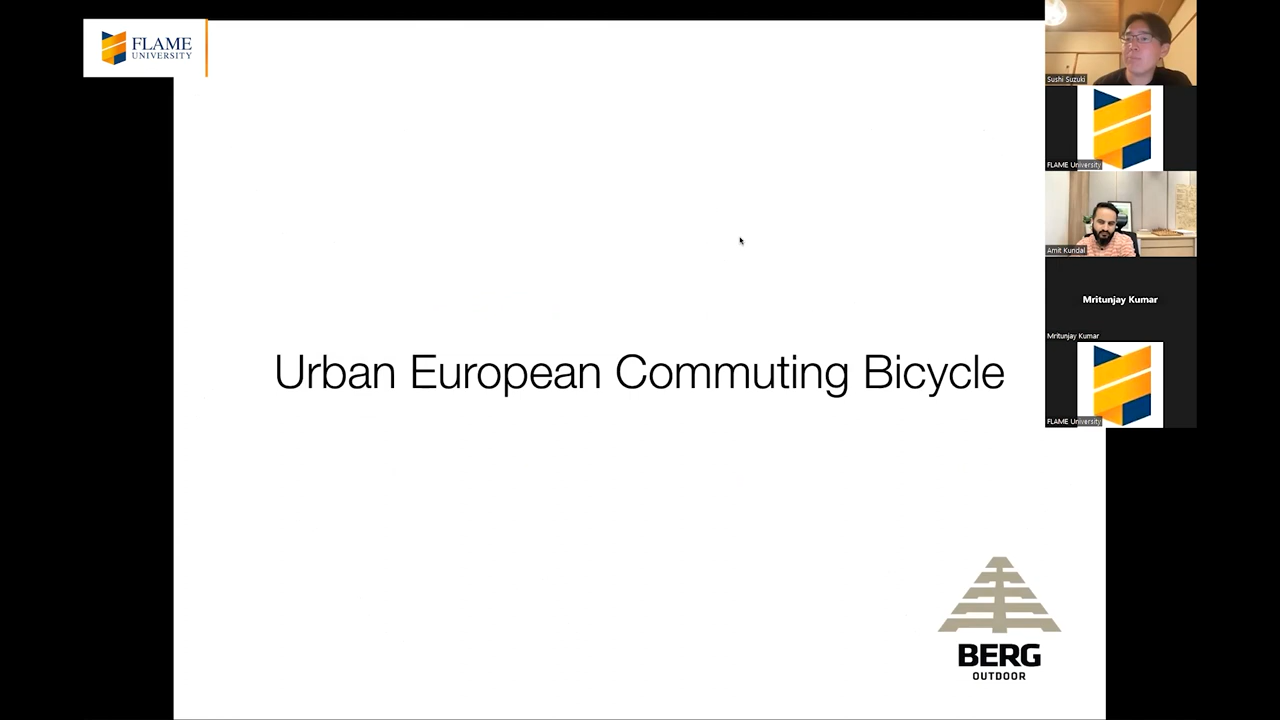 FLAME
UNIVERSITY
Sushi Suzuki
FLAME University
Amit Kundal
Mritunjay Kumar
Mritunjay Kumar
FLAME University
Urban European Commuting Bicycle
BERG
OUTDOOR